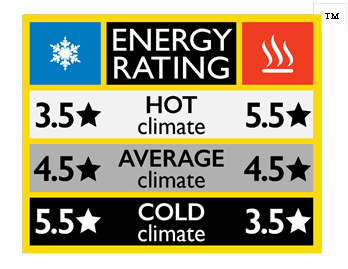 TM
ENERGY
RATING
3.5★ HOT 5.5★
climate
4.5★ AVERAGE 4.5★
climate
5.5★ COLD 3.5★
climate